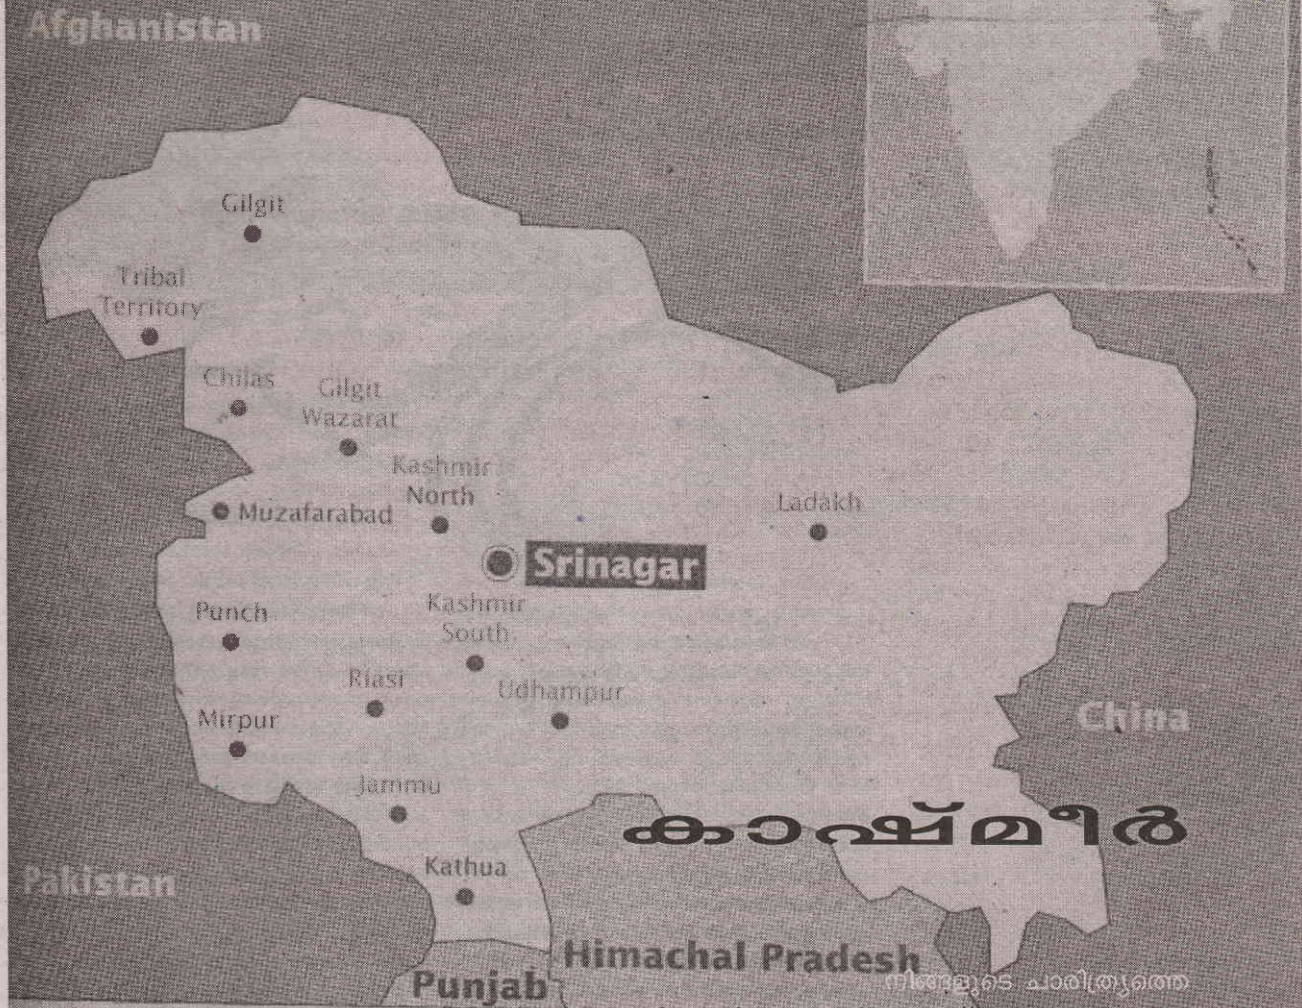 Afghanistan
Gilgit
Tribal
Territory
Chilas
Gilgit
Wazarat
Kashmir
North
Muzafarabad
Ladakh
Srinagar
Kashmir
South
Punch
Riasi
Udhampur
Mirpur
China
Jammu
കാഷ്മീർ
Kathua
Pakistan
Himachal Pradesh
Punjab
നിങ്ങളുടെ ചാരിത്ര്യത്തെ